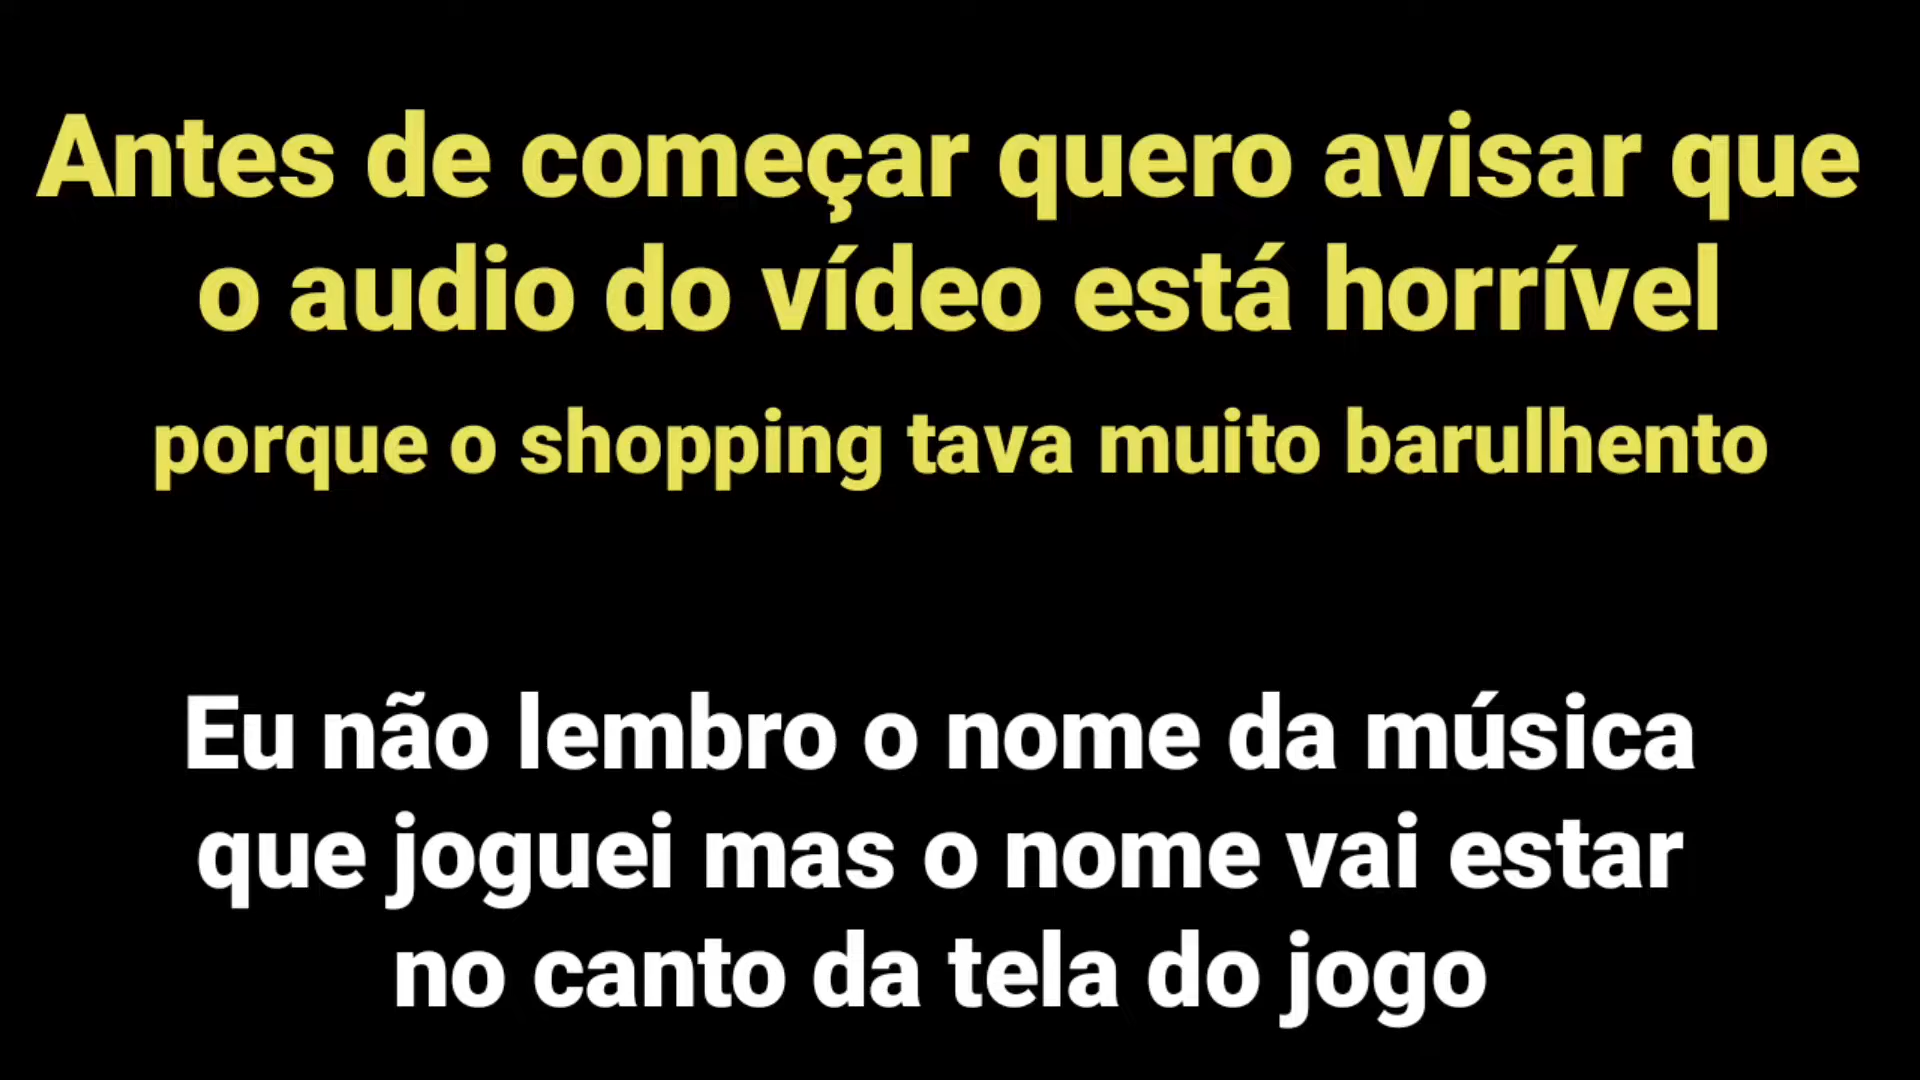 Antes de começar quero avisar que
o audio do vídeo está horrível
porque o shopping tava muito barulhento
Eu não lembro o nome da música
que joguei mas o nome vai estar
no canto da tela do jogo